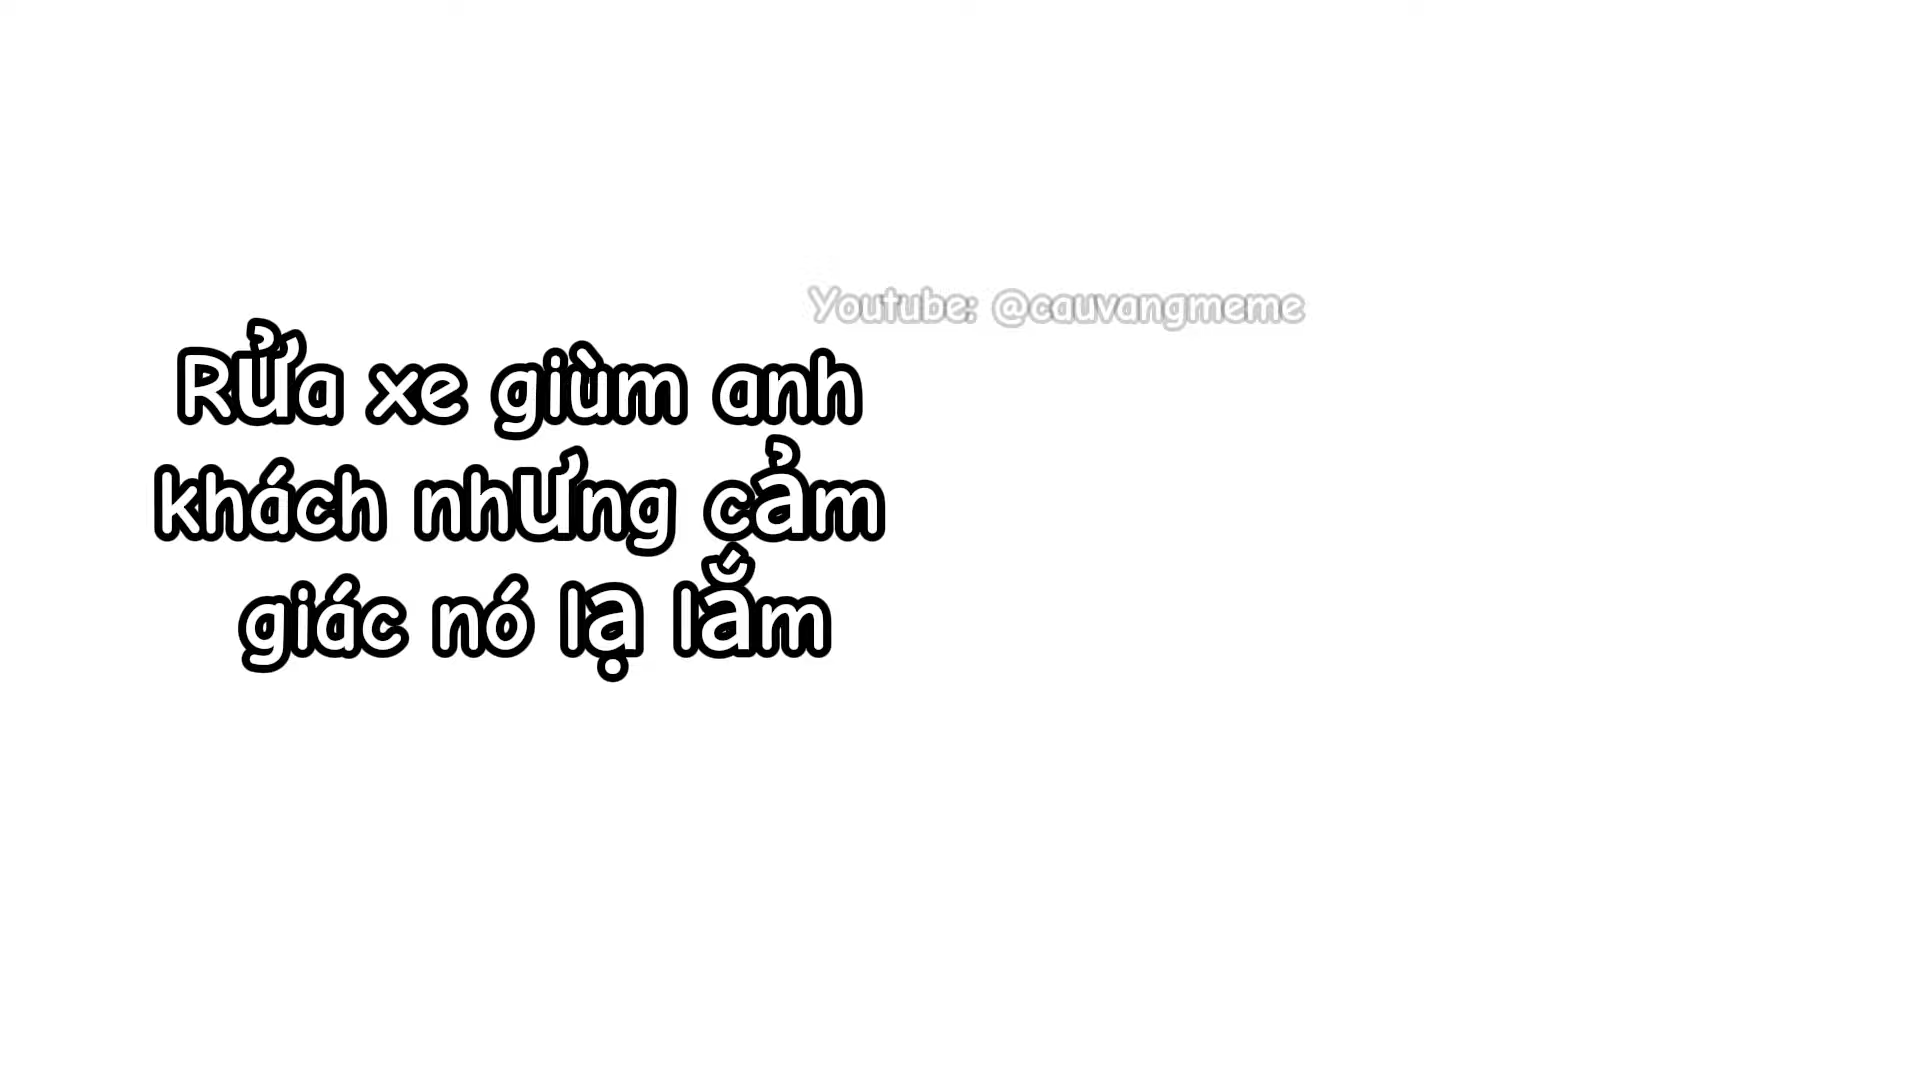 Youtube: @cauvangmeme
Rửa xe giùm anh
khách nhưng cảm
giác nó lạ lắm